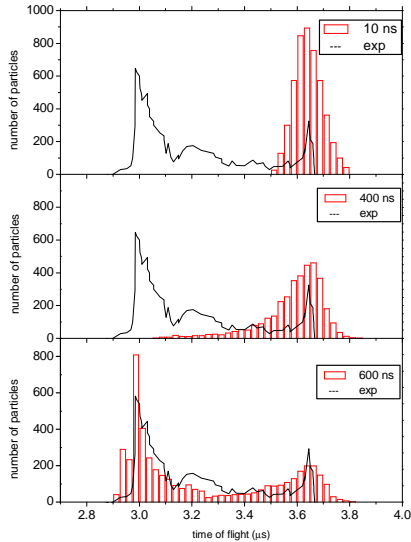 1000
800
600
400
200
0
number of particles
10 ns
--- exp
800
600
400
200
0
number of particles
400 ns
--- exp
800
600
400
200
0
number of particles
600 ns
--- exp
2.8 3.0 3.2 3.4 3.6 3.8 4.0
time of flight (μs)